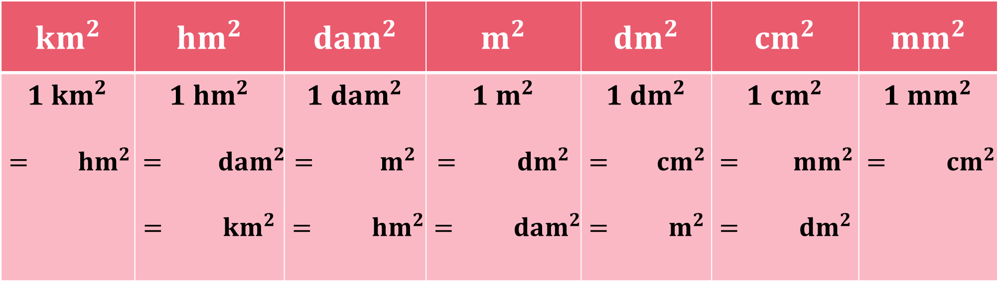 km² hm² dam² m² dm² cm² mm²
1 km² 1 hm² 1 dam² 1 m² 1 dm² 1 cm² 1 mm²
= hm² = dam² = m² = dm² = cm² = mm² = cm²
= km² = hm² = dam² = m² = dm²